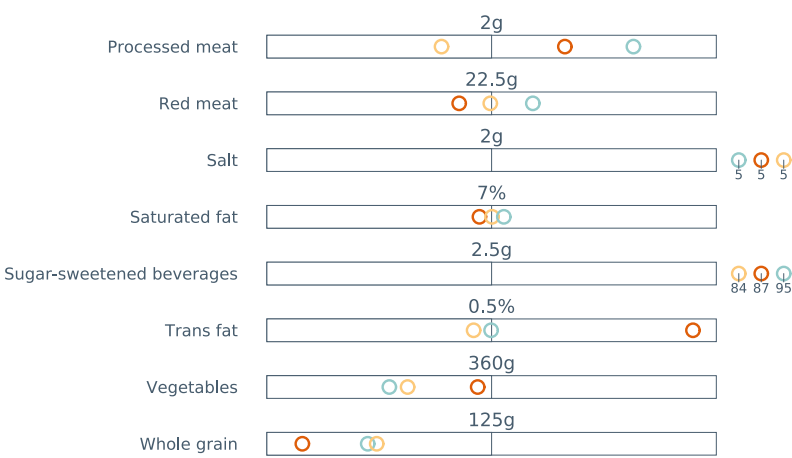 2g
Processed meat
22.5g
Red meat
2g
Salt
5 5 5
7%
Saturated fat
2.5g
Sugar-sweetened beverages
84 87 95
0.5%
Trans fat
360g
Vegetables
125g
Whole grain